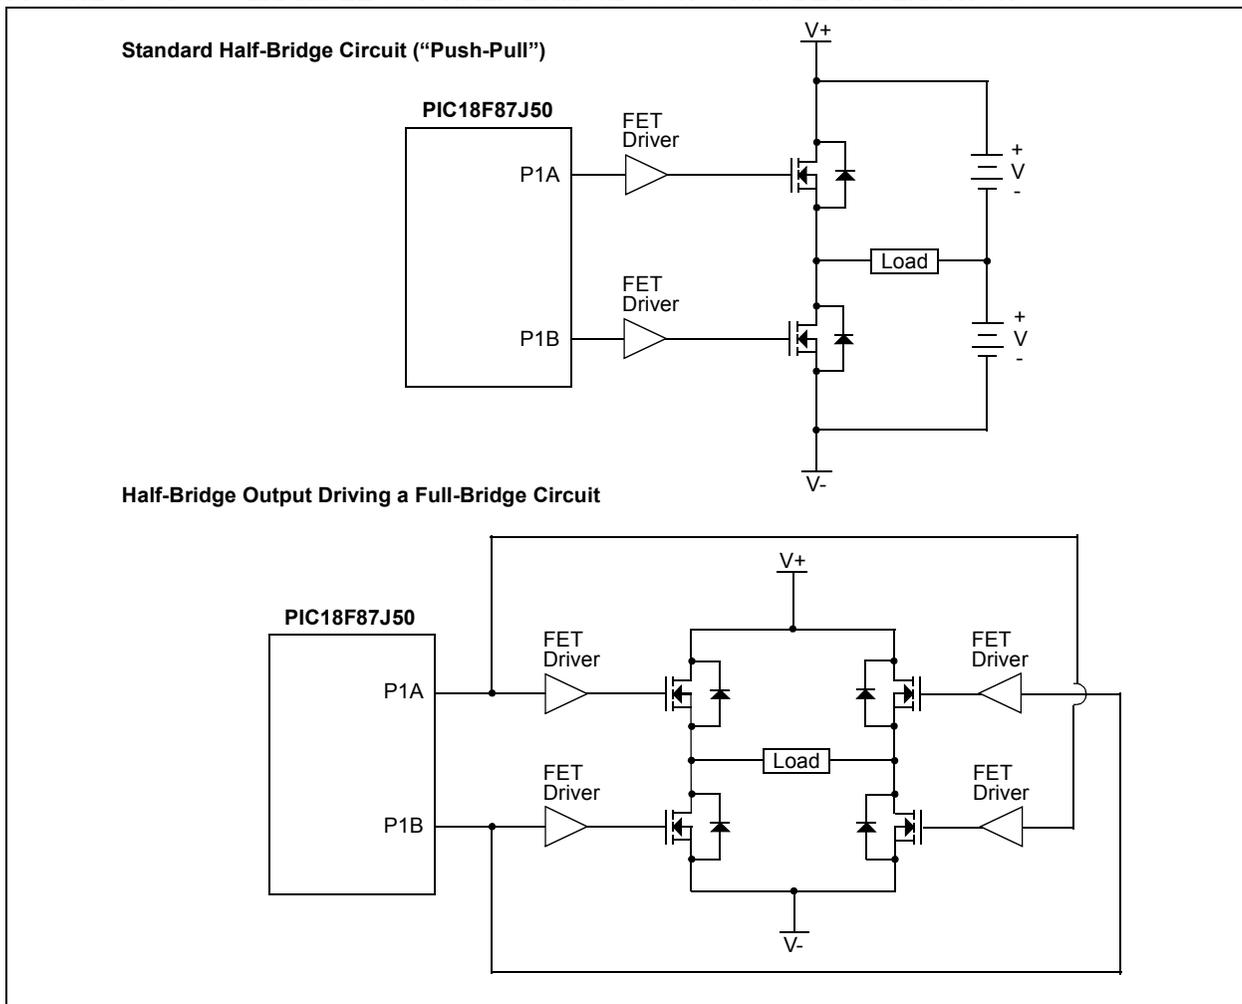 Standard Half-Bridge Circuit (“Push-Pull”)
V+
PIC18F87J50
FET
Driver
P1A
+
V
-
Load
FET
Driver
P1B
+
V
-
V-
Half-Bridge Output Driving a Full-Bridge Circuit
V+
PIC18F87J50
FET
Driver
FET
Driver
P1A
Load
FET
Driver
FET
Driver
P1B
V-